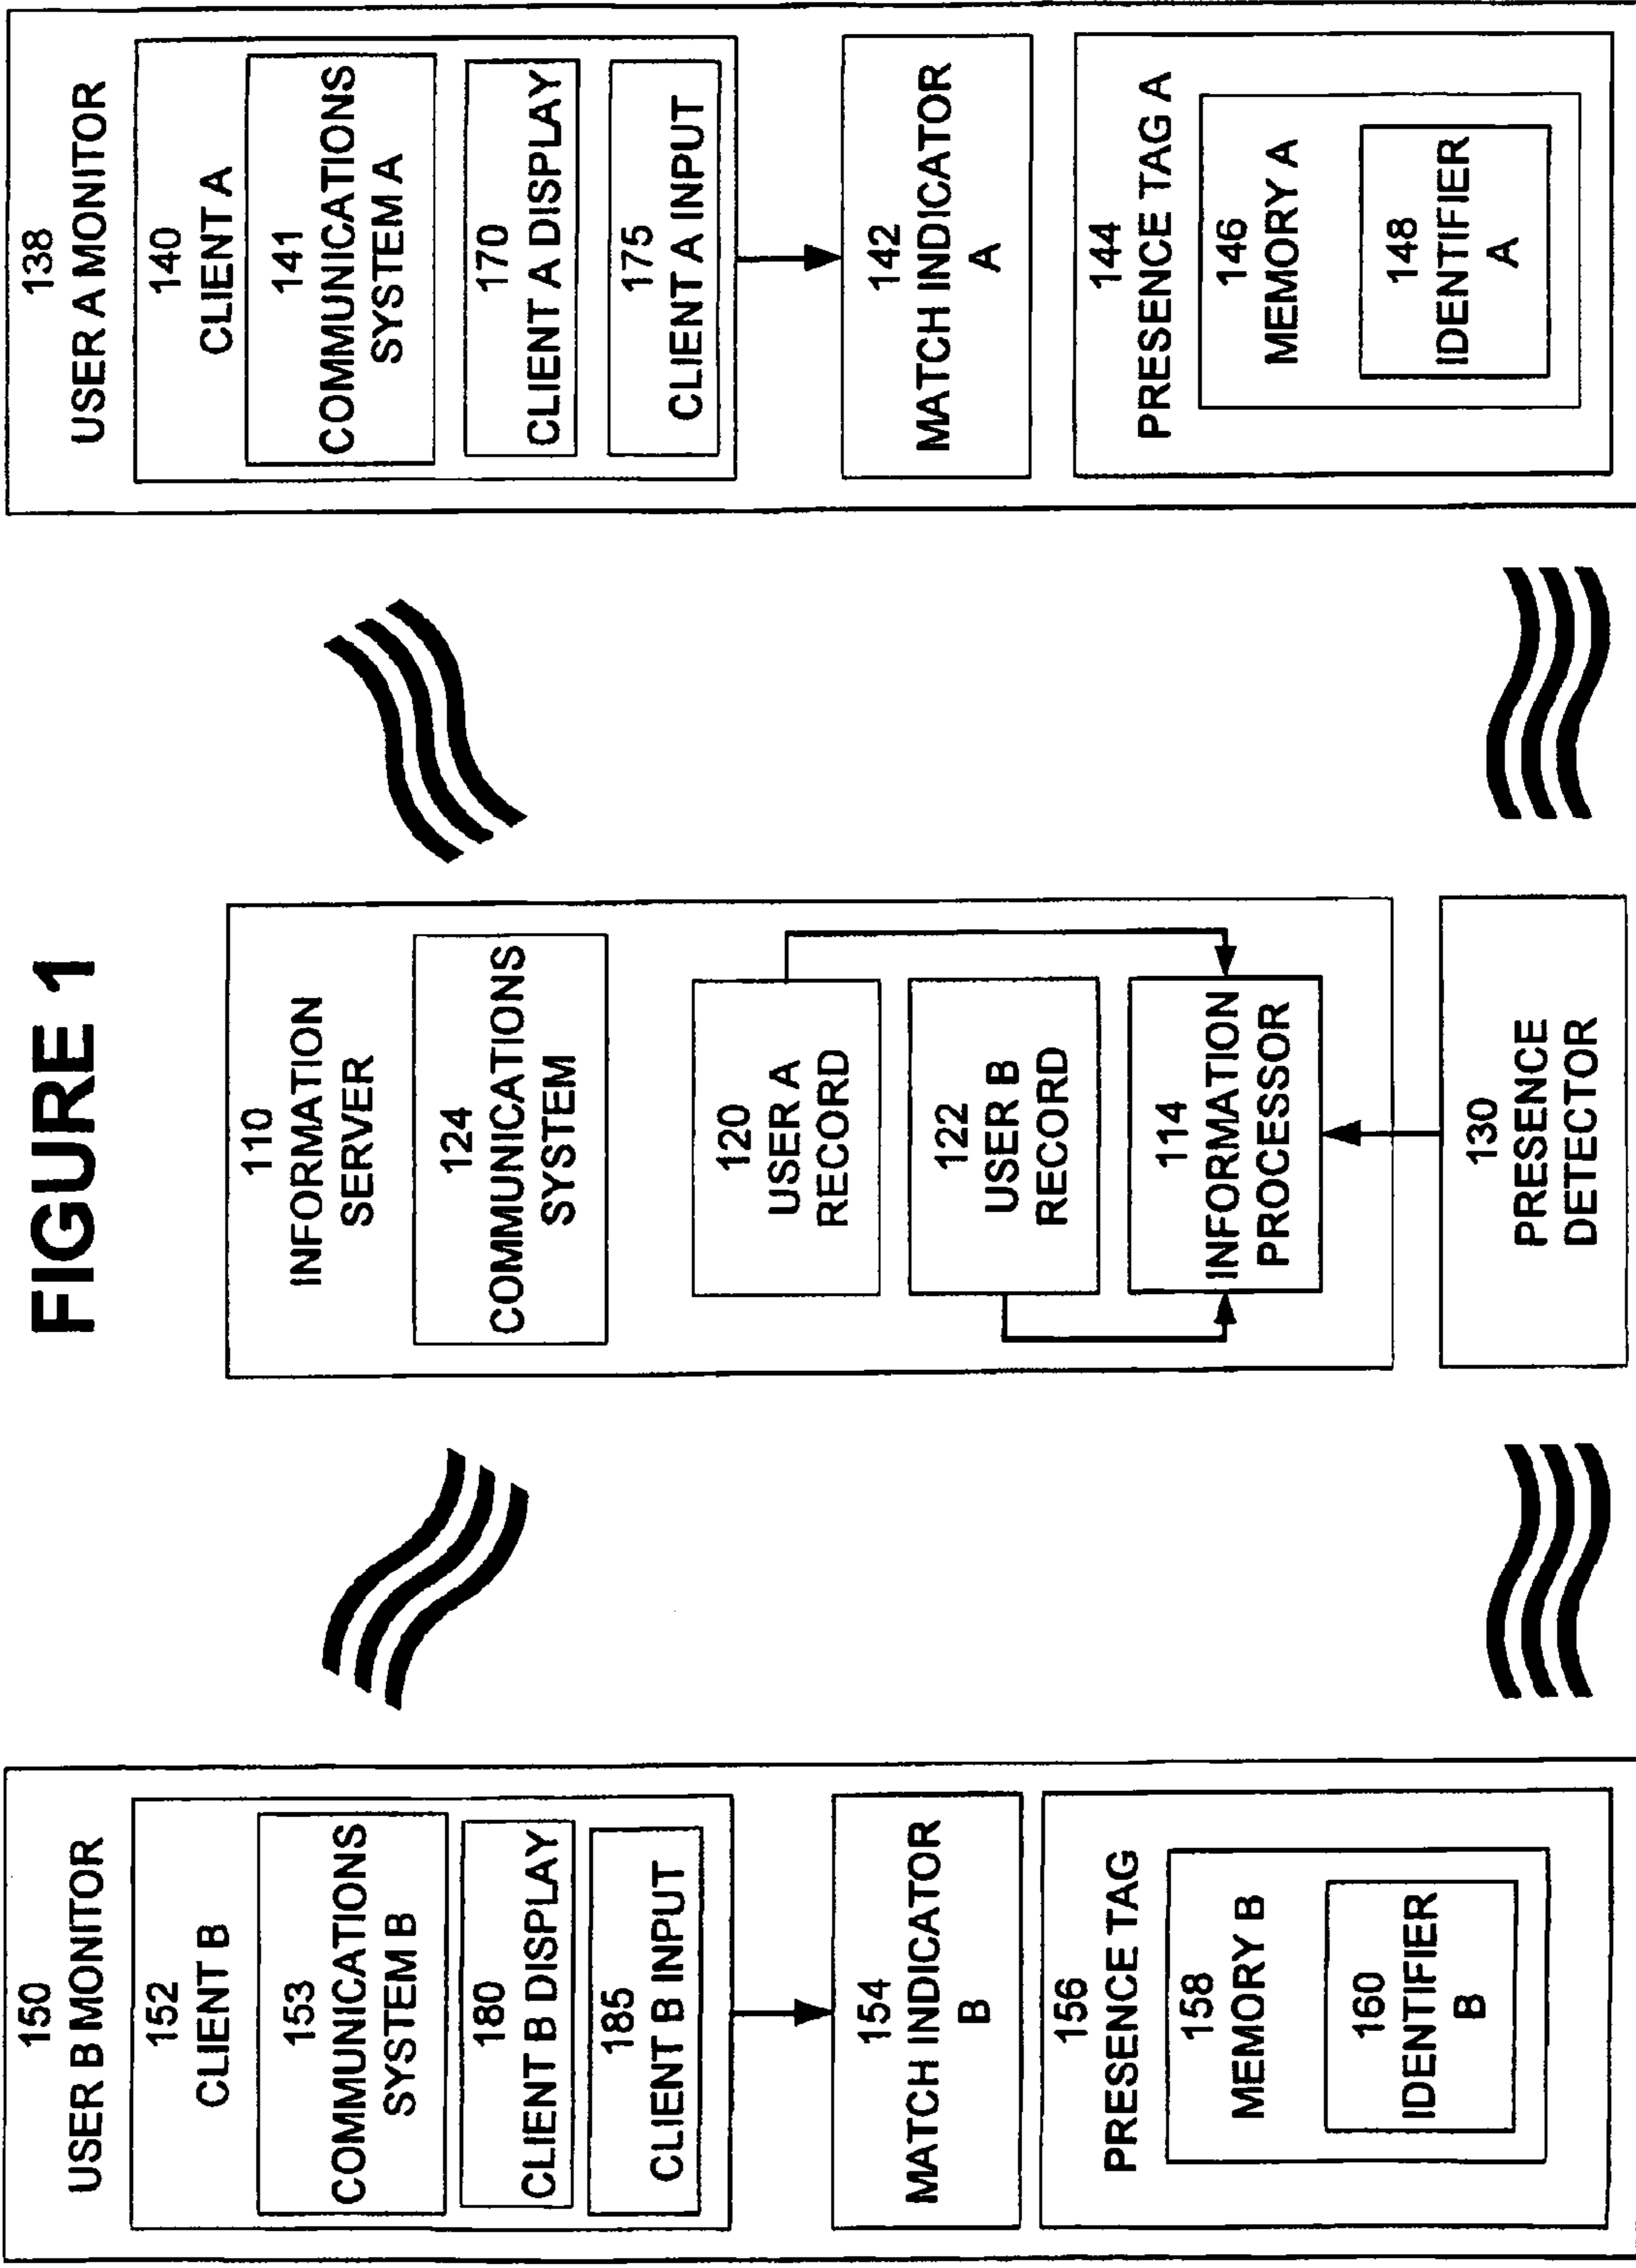 FIGURE 1
150
USER B MONITOR
152
CLIENT B
153
COMMUNICATIONS
SYSTEM B
180
CLIENT B DISPLAY
185
CLIENT B INPUT
154
MATCH INDICATOR
B
156
PRESENCE TAG
158
MEMORY B
160
IDENTIFIER
B
110
INFORMATION
SERVER
124
COMMUNICATIONS
SYSTEM
120
USER A
RECORD
122
USER B
RECORD
114
INFORMATION
PROCESSOR
130
PRESENCE
DETECTOR
138
USER A MONITOR
140
CLIENT A
141
COMMUNICATIONS
SYSTEM A
170
CLIENT A DISPLAY
175
CLIENT A INPUT
142
MATCH INDICATOR
A
144
PRESENCE TAG A
146
MEMORY A
148
IDENTIFIER
A